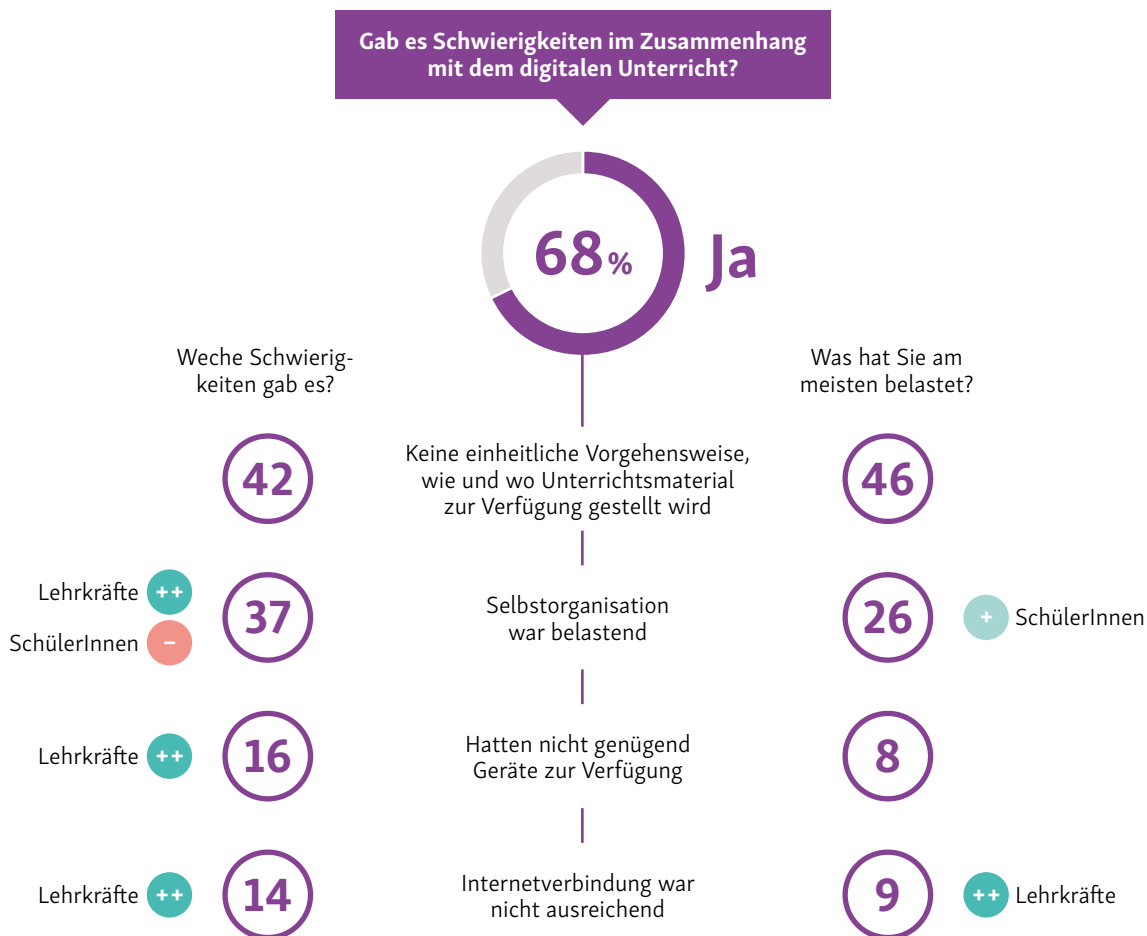 Gab es Schwierigkeiten im Zusammenhang
mit dem digitalen Unterricht?
68 %
Ja
Weche Schwierig-
keiten gab es?
Was hat Sie am
meisten belastet?
42
Keine einheitliche Vorgehensweise,
wie und wo Unterrichtsmaterial
zur Verfügung gestellt wird
46
Lehrkräfte ++
SchülerInnen –
37
Selbstorganisation
war belastend
26
+ SchülerInnen
Lehrkräfte ++
16
Hatten nicht genügend
Geräte zur Verfügung
8
Lehrkräfte ++
14
Internetverbindung war
nicht ausreichend
9
++ Lehrkräfte